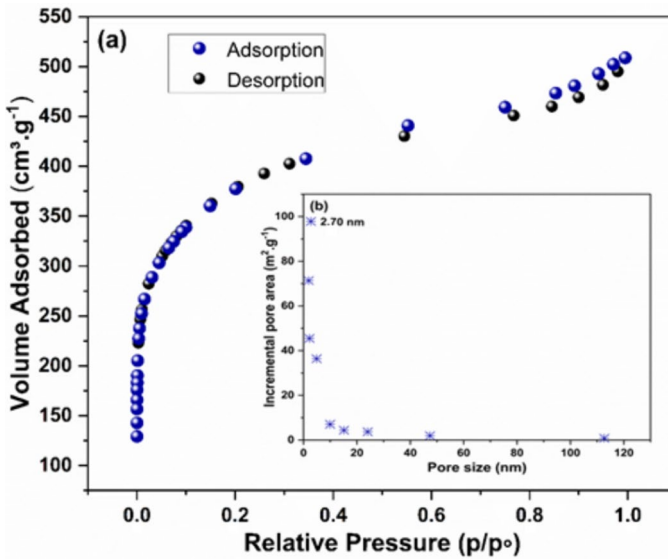 (a)
Adsorption
Desorption
Volume Adsorbed (cm³.g⁻¹)
550
500
450
400
350
300
250
200
150
100
0.0 0.2 0.4 0.6 0.8 1.0
Relative Pressure (p/p∘)
(b)
2.70 nm
Incremental pore area (m².g⁻¹)
100
80
60
40
20
0
0 20 40 60 80 100 120
Pore size (nm)